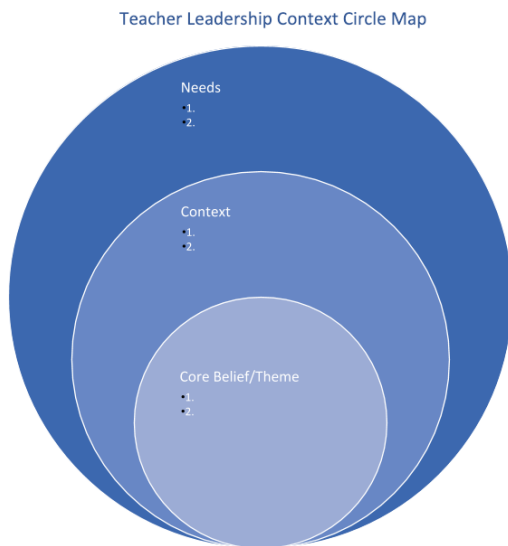 Teacher Leadership Context Circle Map
Needs
•1.
•2.
Context
•1.
•2.
Core Belief/Theme
•1.
•2.